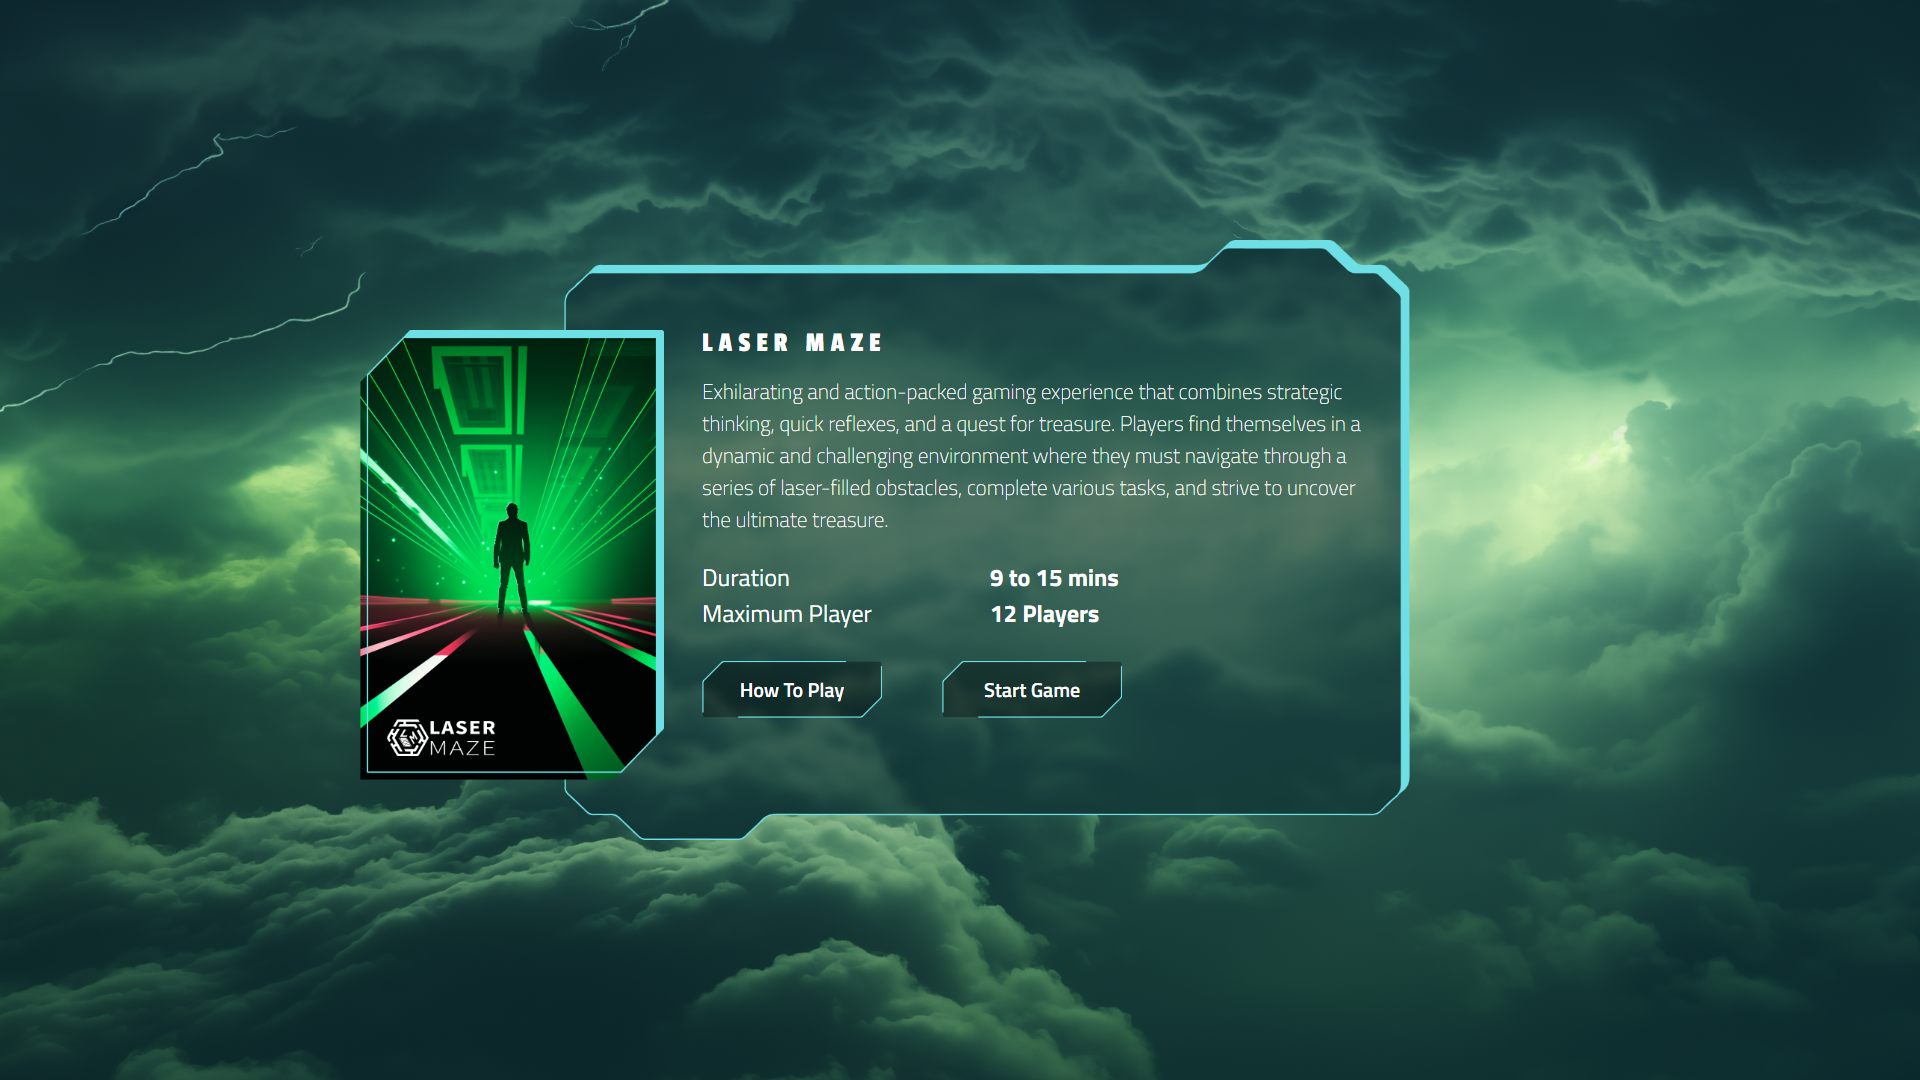 LASER MAZE
Exhilarating and action-packed gaming experience that combines strategic
thinking, quick reflexes, and a quest for treasure. Players find themselves in a
dynamic and challenging environment where they must navigate through a
series of laser-filled obstacles, complete various tasks, and strive to uncover
the ultimate treasure.
Duration 9 to 15 mins
Maximum Player 12 Players
How To Play Start Game
LASER
MAZE